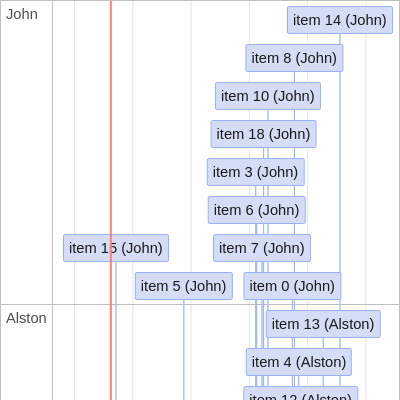 John
item 14 (John)
item 8 (John)
item 10 (John)
item 18 (John)
item 3 (John)
item 6 (John)
item 15 (John)
item 7 (John)
item 5 (John)
item 0 (John)
Alston
item 13 (Alston)
item 4 (Alston)
item 12 (Alston)